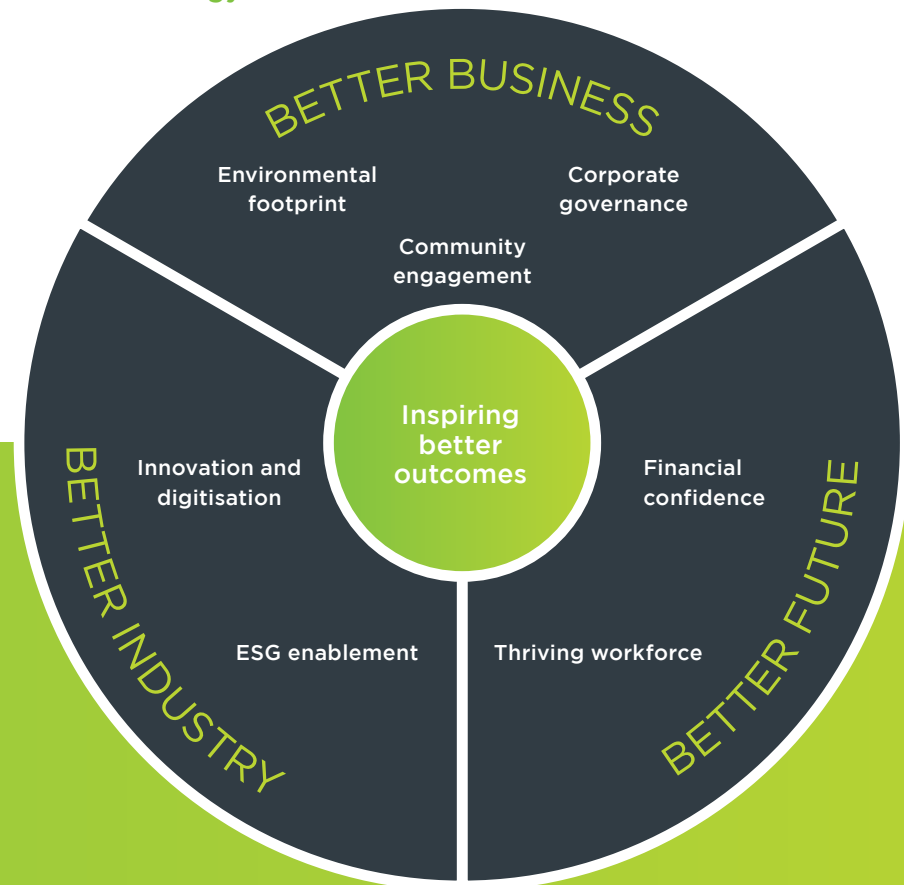 BETTER BUSINESS
Environmental
footprint
Corporate
governance
Community
engagement
Inspiring
better
outcomes
BETTER INDUSTRY
Innovation and
digitisation
ESG enablement
BETTER FUTURE
Financial
confidence
Thriving workforce